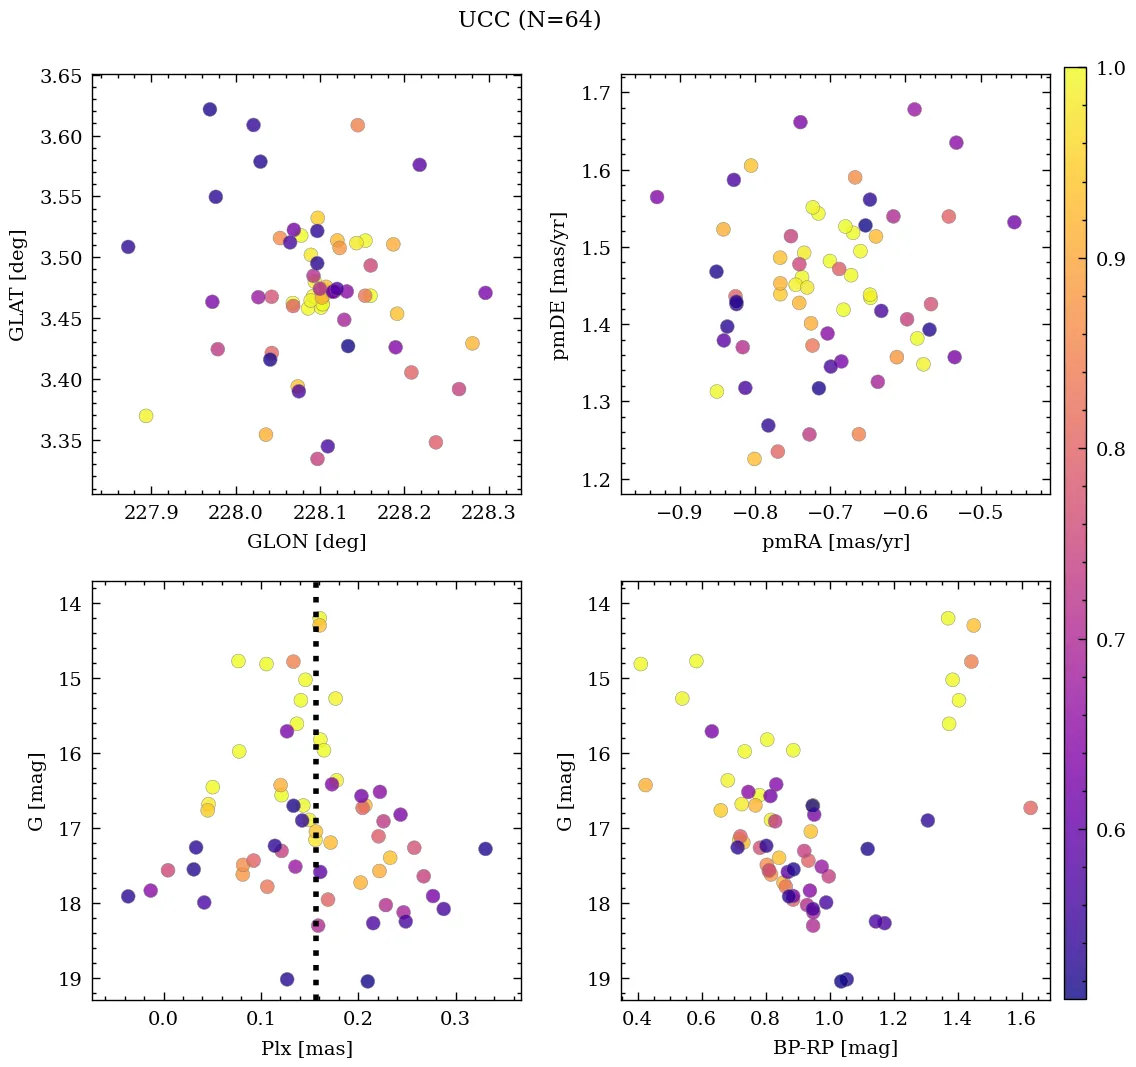 UCC (N=64)
3.65
3.60
3.55
3.50
3.45
3.40
3.35
GLAT [deg]
227.9 228.0 228.1 228.2 228.3
GLON [deg]
1.7
1.6
1.5
1.4
1.3
1.2
pmDE [mas/yr]
−0.9 −0.8 −0.7 −0.6 −0.5
pmRA [mas/yr]
14
15
16
17
18
19
G [mag]
0.0 0.1 0.2 0.3
Plx [mas]
14
15
16
17
18
19
G [mag]
0.4 0.6 0.8 1.0 1.2 1.4 1.6
BP-RP [mag]
1.0
0.9
0.8
0.7
0.6